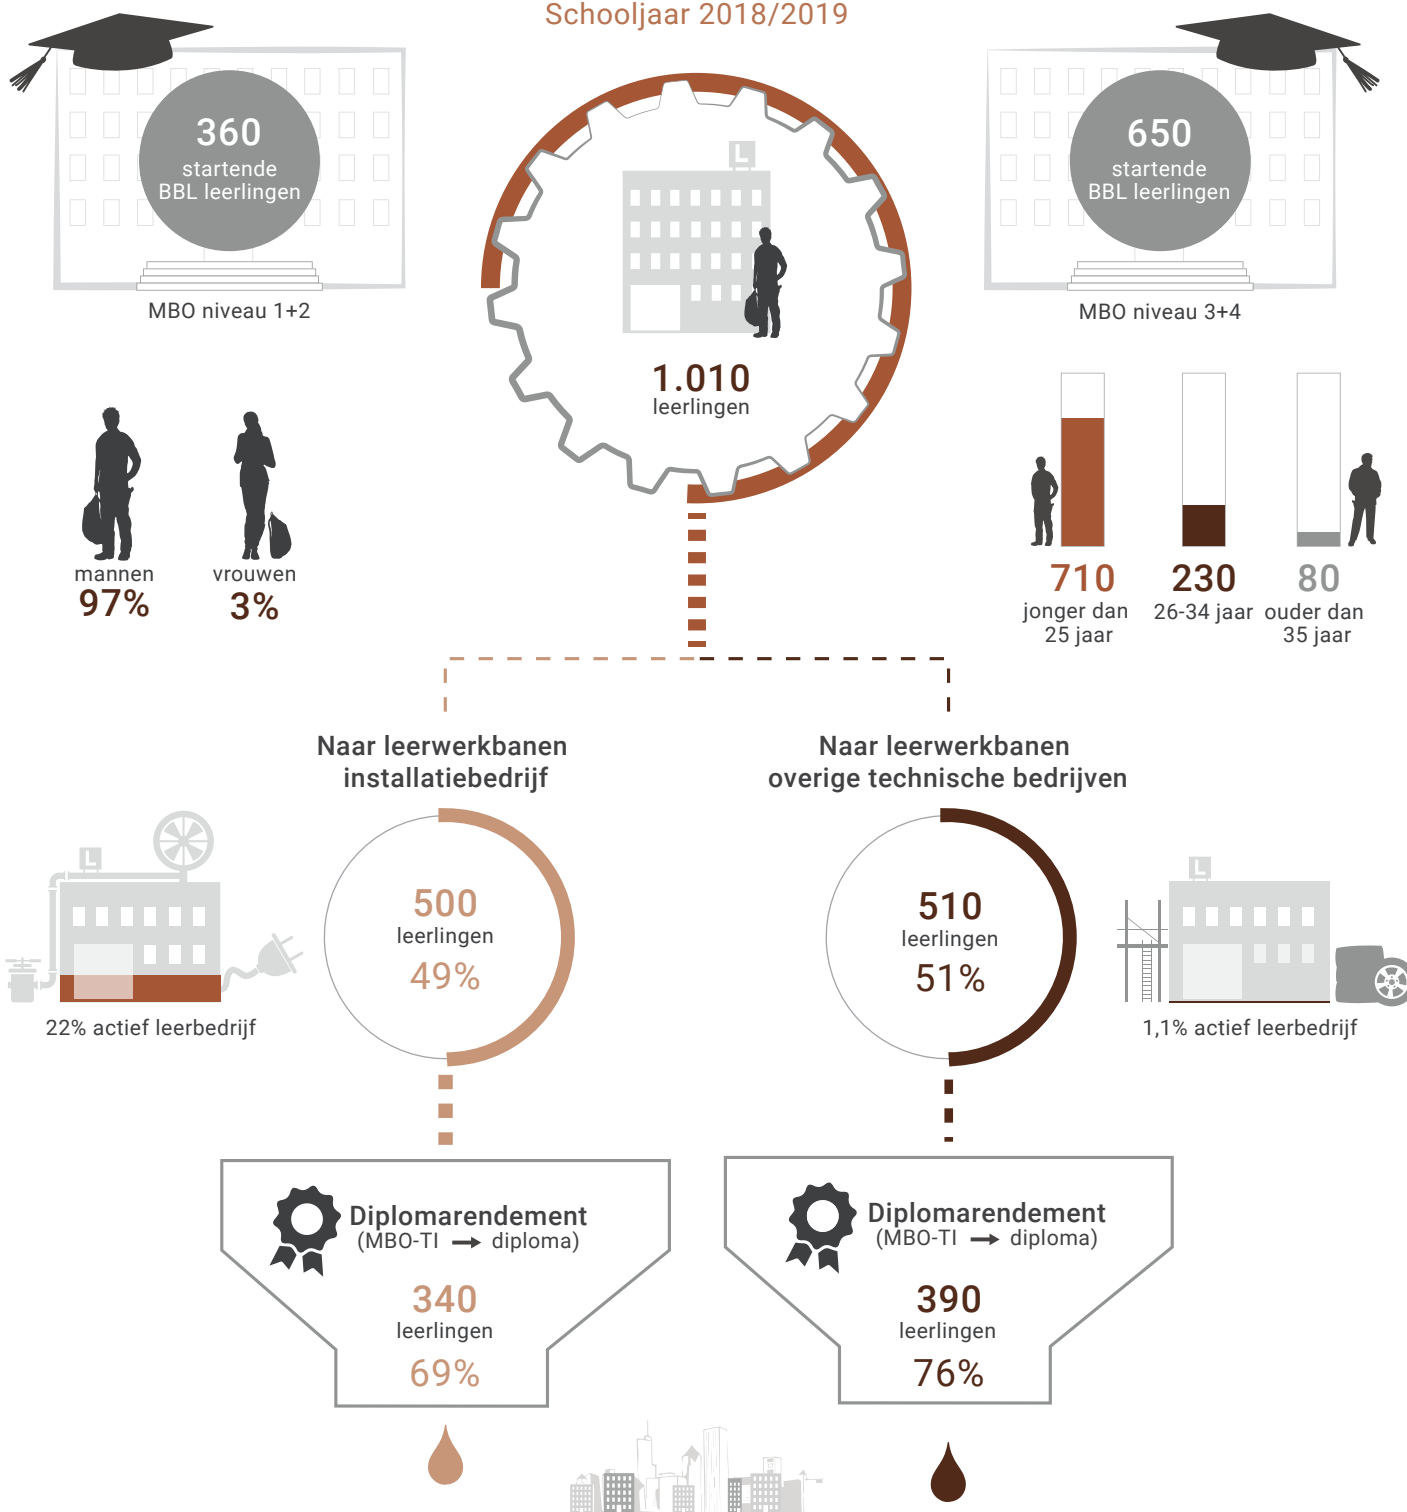 Schooljaar 2018/2019
360
startende
BBL leerlingen
MBO niveau 1+2
L
1.010
leerlingen
650
startende
BBL leerlingen
MBO niveau 3+4
mannen
97%
vrouwen
3%
710
jonger dan
25 jaar
230
26-34 jaar
80
ouder dan
35 jaar
Naar leerwerkbanen
installatiebedrijf
L
500
leerlingen
49%
22% actief leerbedrijf
Naar leerwerkbanen
overige technische bedrijven
510
leerlingen
51%
L
1,1% actief leerbedrijf
Diplomarendement
(MBO-TI → diploma)
340
leerlingen
69%
Diplomarendement
(MBO-TI → diploma)
390
leerlingen
76%